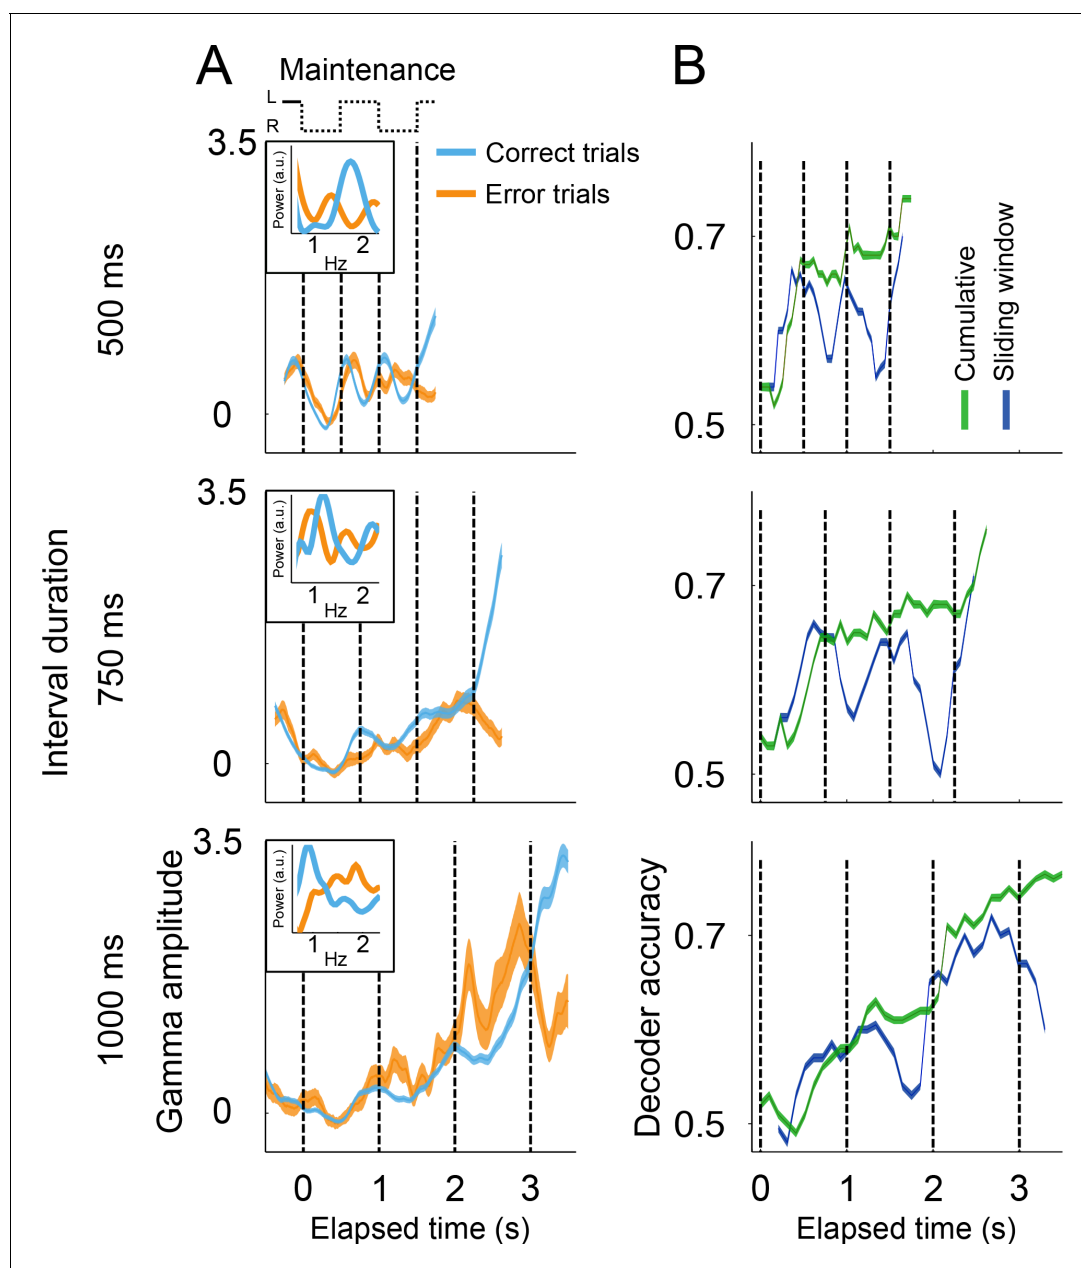 A
B
Maintenance
L
R
3.5
Correct trials
Error trials
Power (a.u.)
1 2
Hz
0
500 ms
0.7
0.5
Cumulative
Sliding window
3.5
Power (a.u.)
1 2
Hz
0
750 ms
Interval duration
0.7
0.5
3.5
Power (a.u.)
1 2
Hz
0
1000 ms
Gamma amplitude
0 1 2 3
Elapsed time (s)
0.7
0.5
Decoder accuracy
0 1 2 3
Elapsed time (s)